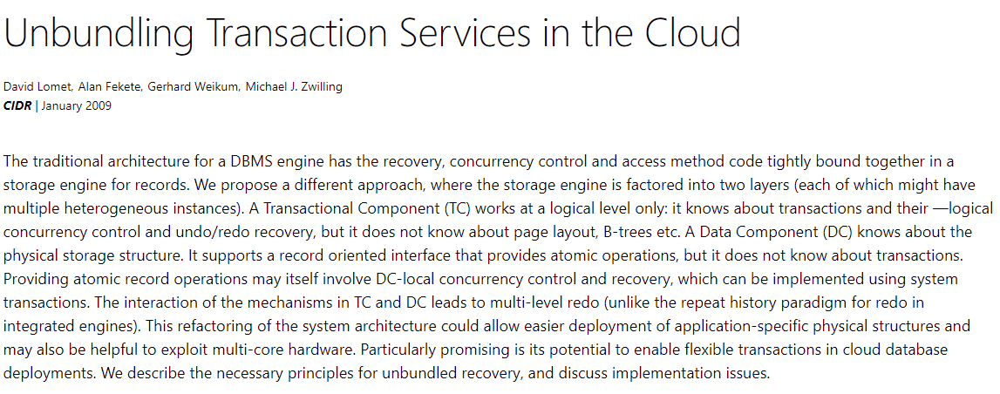 Unbundling Transaction Services in the Cloud
David Lomet, Alan Fekete, Gerhard Weikum, Michael J. Zwilling
CIDR | January 2009
The traditional architecture for a DBMS engine has the recovery, concurrency control and access method code tightly bound together in a
storage engine for records. We propose a different approach, where the storage engine is factored into two layers (each of which might have
multiple heterogeneous instances). A Transactional Component (TC) works at a logical level only: it knows about transactions and their —logical
concurrency control and undo/redo recovery, but it does not know about page layout, B-trees etc. A Data Component (DC) knows about the
physical storage structure. It supports a record oriented interface that provides atomic operations, but it does not know about transactions.
Providing atomic record operations may itself involve DC-local concurrency control and recovery, which can be implemented using system
transactions. The interaction of the mechanisms in TC and DC leads to multi-level redo (unlike the repeat history paradigm for redo in
integrated engines). This refactoring of the system architecture could allow easier deployment of application-specific physical structures and
may also be helpful to exploit multi-core hardware. Particularly promising is its potential to enable flexible transactions in cloud database
deployments. We describe the necessary principles for unbundled recovery, and discuss implementation issues.